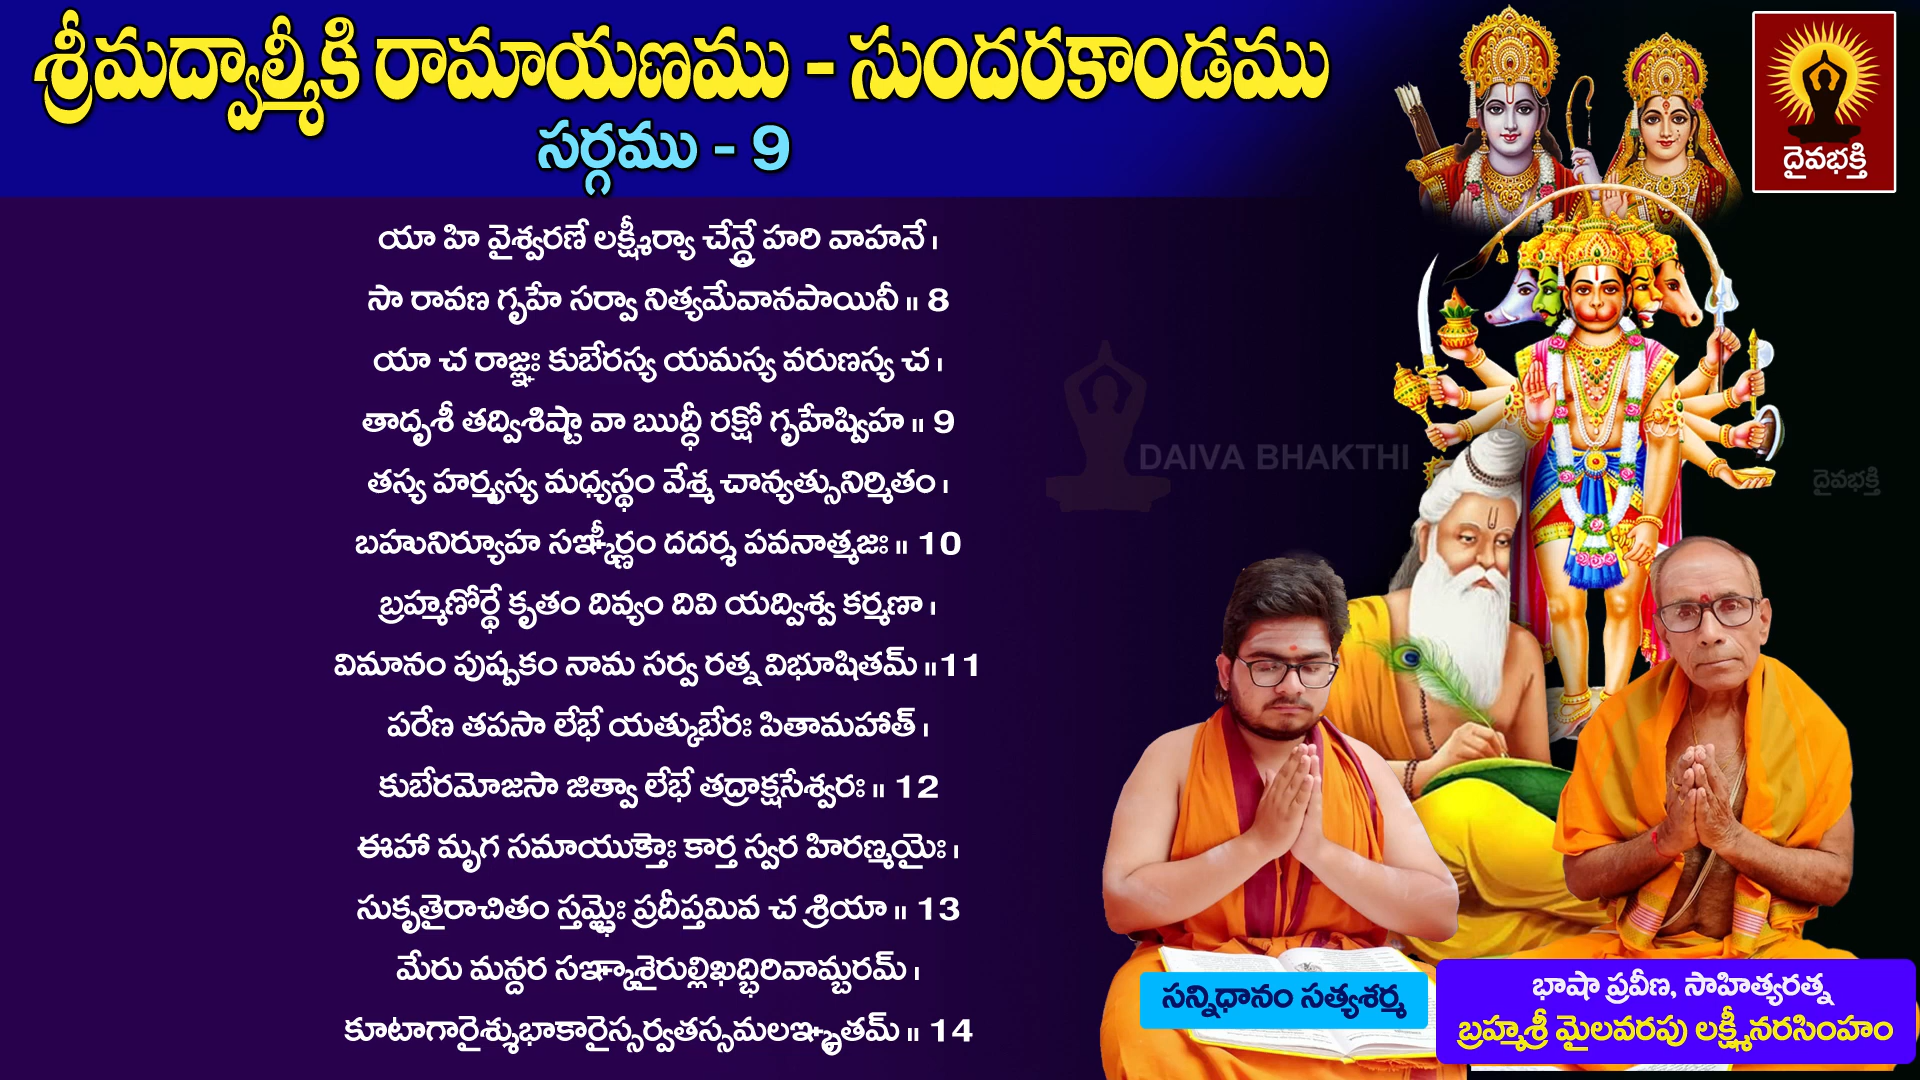 శ్రీమద్వాల్మీకి రామాయణము - సుందరకాండము
సర్గము - 9
దైవభక్తి
యా హి వైశ్వరణే లక్ష్మీర్యా చేన్ద్రే హరి వాహనే ।
సా రావణ గృహే సర్వా నిత్యమేవానపాయినీ ॥ 8
యా చ రాజ్ఞః కుబేరస్య యమస్య వరుణస్య చ ।
తాదృశీ తద్విశిష్టా వా ఋద్ధీ రక్షో గృహేష్విహ ॥ 9
తస్య హర్మ్యస్య మధ్యస్థం వేశ్మ చాన్యత్సునిర్మితం ।
బహునిర్యూహ సఙ్కీర్ణం దదర్శ పవనాత్మజః ॥ 10
బ్రహ్మణోర్థే కృతం దివ్యం దివి యద్విశ్వ కర్మణా ।
విమానం పుష్పకం నామ సర్వ రత్న విభూషితమ్ ॥11
పరేణ తపసా లేభే యత్కుబేరః పితామహాత్ ।
కుబేరమోజసా జిత్వా లేభే తద్రాక్షసేశ్వరః ॥ 12
ఈహా మృగ సమాయుక్తైః కార్త స్వర హిరణ్మయైః ।
సుకృతైరాచితం స్తమ్భైః ప్రదీప్తమివ చ శ్రియా ॥ 13
మేరు మన్దర సఙ్కాశైరుల్లిఖద్భిరివామ్బరమ్ ।
కూటాగారైశ్శుభాకారైస్సర్వతస్సమలఙ్కృతమ్ ॥ 14
DAIVA BHAKTHI
దైవభక్తి
సన్నిధానం సత్యశర్మ
భాషా ప్రవీణ, సాహిత్యరత్న
బ్రహ్మశ్రీ మైలవరపు లక్ష్మీనరసింహం